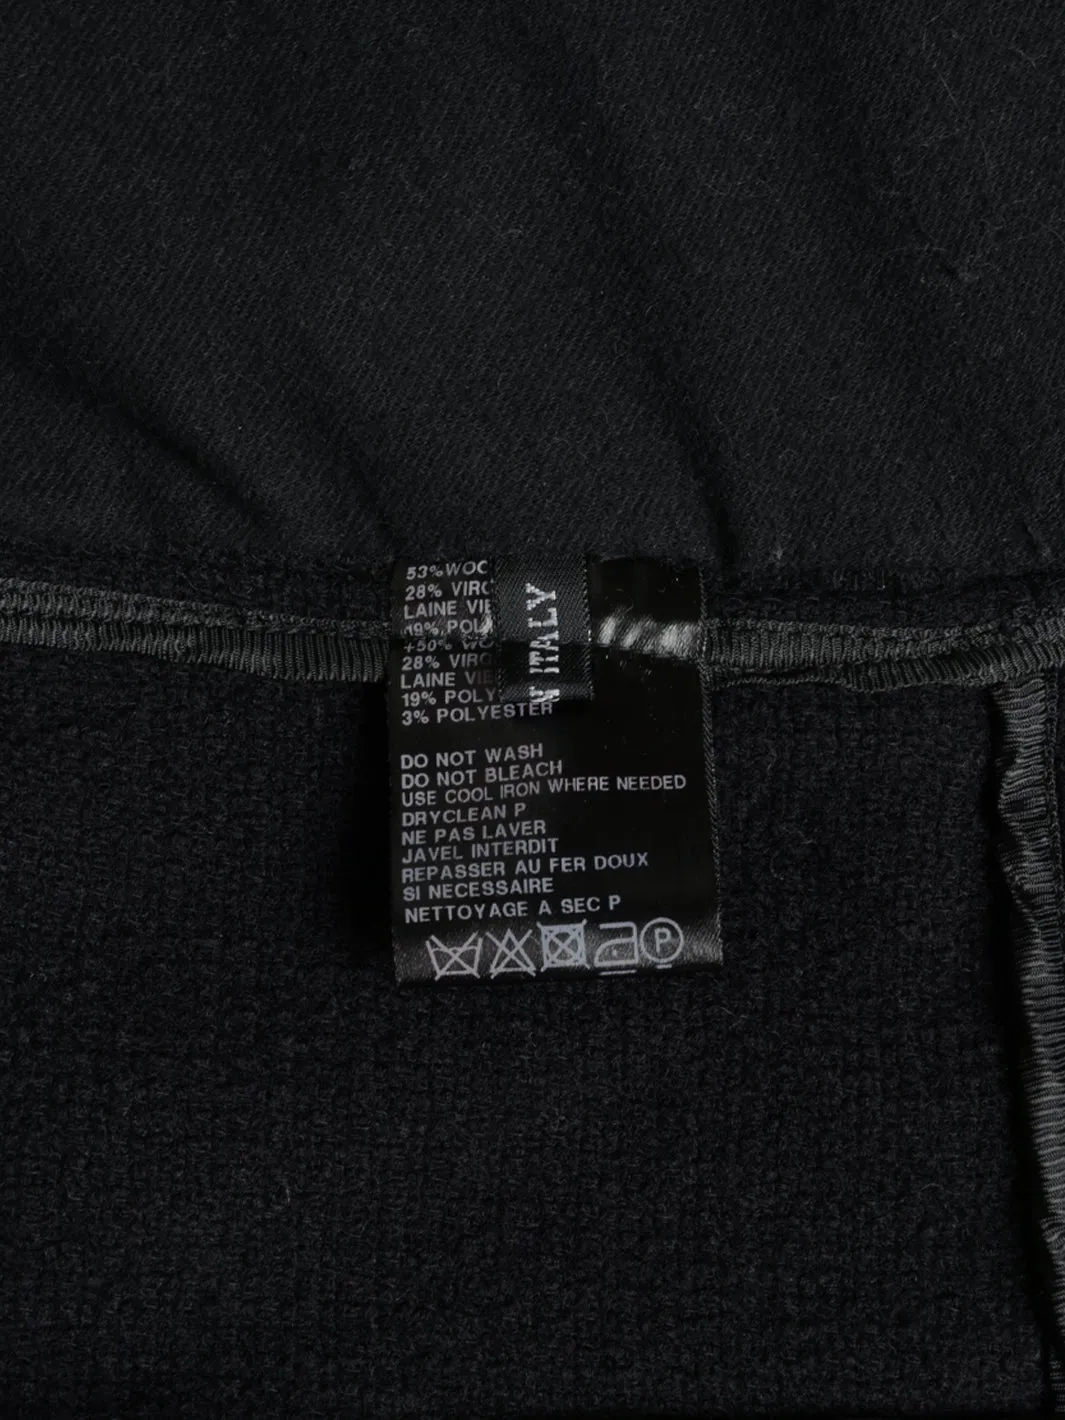 53%WOO
28% VIRG
LAINE VIE
19% POLY
+50% WO
28% VIRG
LAINE VIE
19% POLY
3% POLYESTER
N ITALY
DO NOT WASH
DO NOT BLEACH
USE COOL IRON WHERE NEEDED
DRYCLEAN P
NE PAS LAVER
JAVEL INTERDIT
REPASSER AU FER DOUX
SI NECESSAIRE
NETTOYAGE A SEC P
P